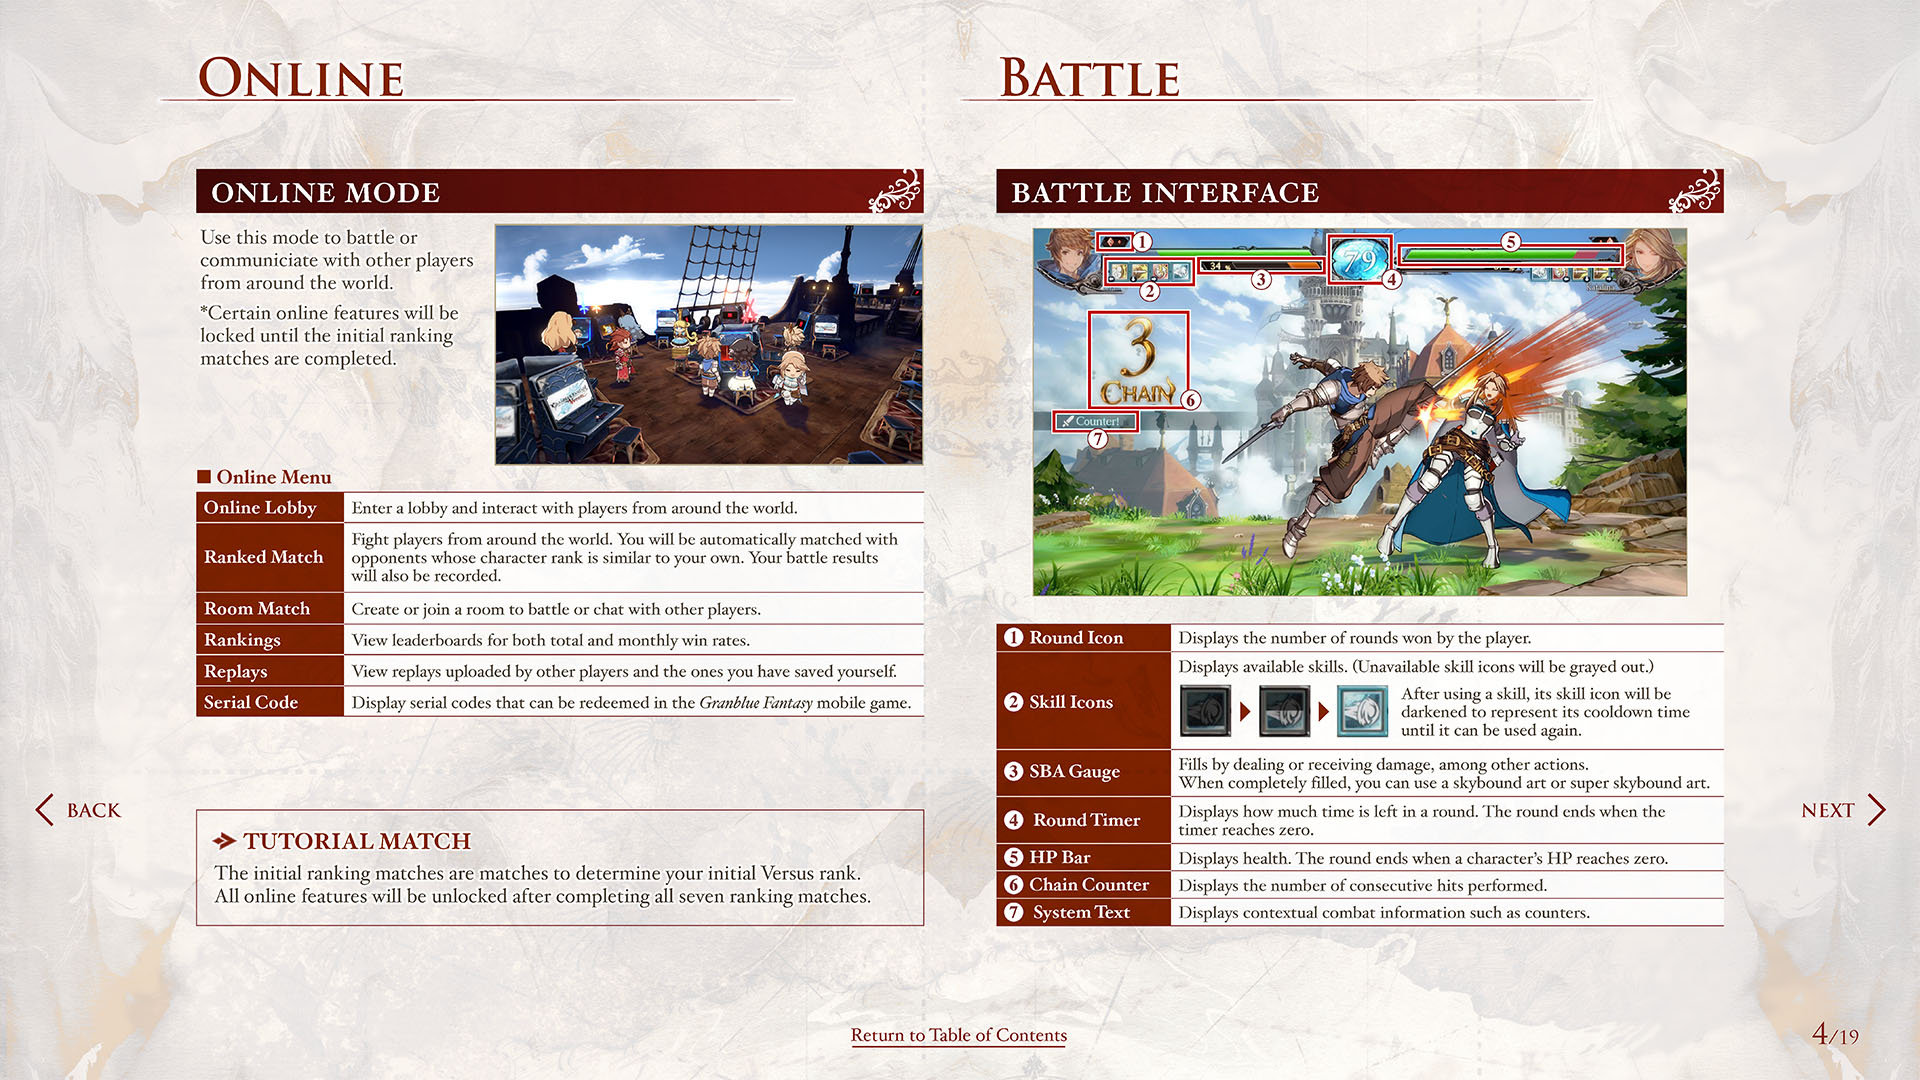 ONLINE
ONLINE MODE
Use this mode to battle or
communiciate with other players
from around the world.
*Certain online features will be
locked until the initial ranking
matches are completed.
■ Online Menu
Online Lobby Enter a lobby and interact with players from around the world.
Ranked Match Fight players from around the world. You will be automatically matched with
opponents whose character rank is similar to your own. Your battle results
will also be recorded.
Room Match Create or join a room to battle or chat with other players.
Rankings View leaderboards for both total and monthly win rates.
Replays View replays uploaded by other players and the ones you have saved yourself.
Serial Code Display serial codes that can be redeemed in the Granblue Fantasy mobile game.
TUTORIAL MATCH
The initial ranking matches are matches to determine your initial Versus rank.
All online features will be unlocked after completing all seven ranking matches.
BATTLE
BATTLE INTERFACE
1
5
79
34
2
3
4
3
CHAIN
6
Counter!
7
1 Round Icon Displays the number of rounds won by the player.
2 Skill Icons Displays available skills. (Unavailable skill icons will be grayed out.)
After using a skill, its skill icon will be
darkened to represent its cooldown time
until it can be used again.
3 SBA Gauge Fills by dealing or receiving damage, among other actions.
When completely filled, you can use a skybound art or super skybound art.
4 Round Timer Displays how much time is left in a round. The round ends when the
timer reaches zero.
5 HP Bar Displays health. The round ends when a character's HP reaches zero.
6 Chain Counter Displays the number of consecutive hits performed.
7 System Text Displays contextual combat information such as counters.
BACK
NEXT
Return to Table of Contents
4/19